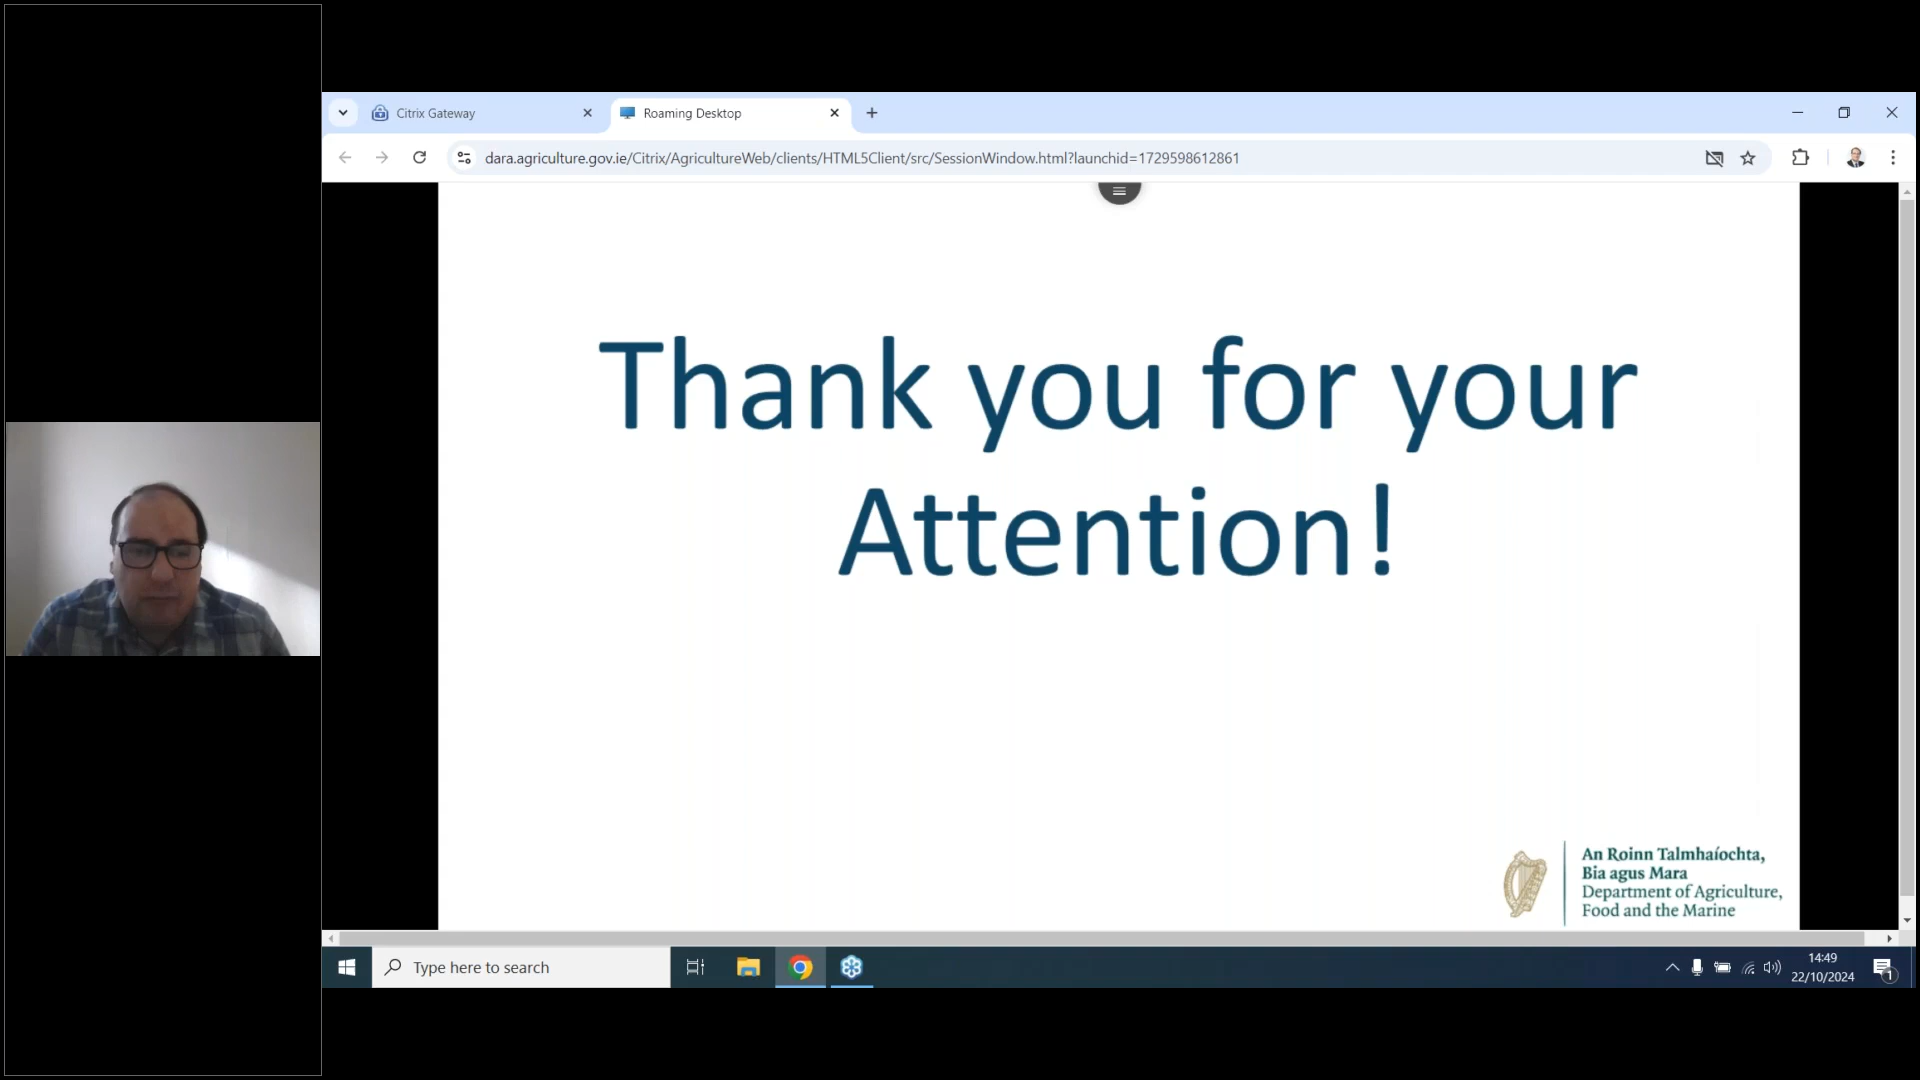 Citrix Gateway
Roaming Desktop
dara.agriculture.gov.ie/Citrix/AgricultureWeb/clients/HTML5Client/src/SessionWindow.html?launchid=1729598612861
Thank you for your
Attention!
An Roinn Talmhaíochta,
Bia agus Mara
Department of Agriculture,
Food and the Marine
Type here to search
14:49
22/10/2024
1